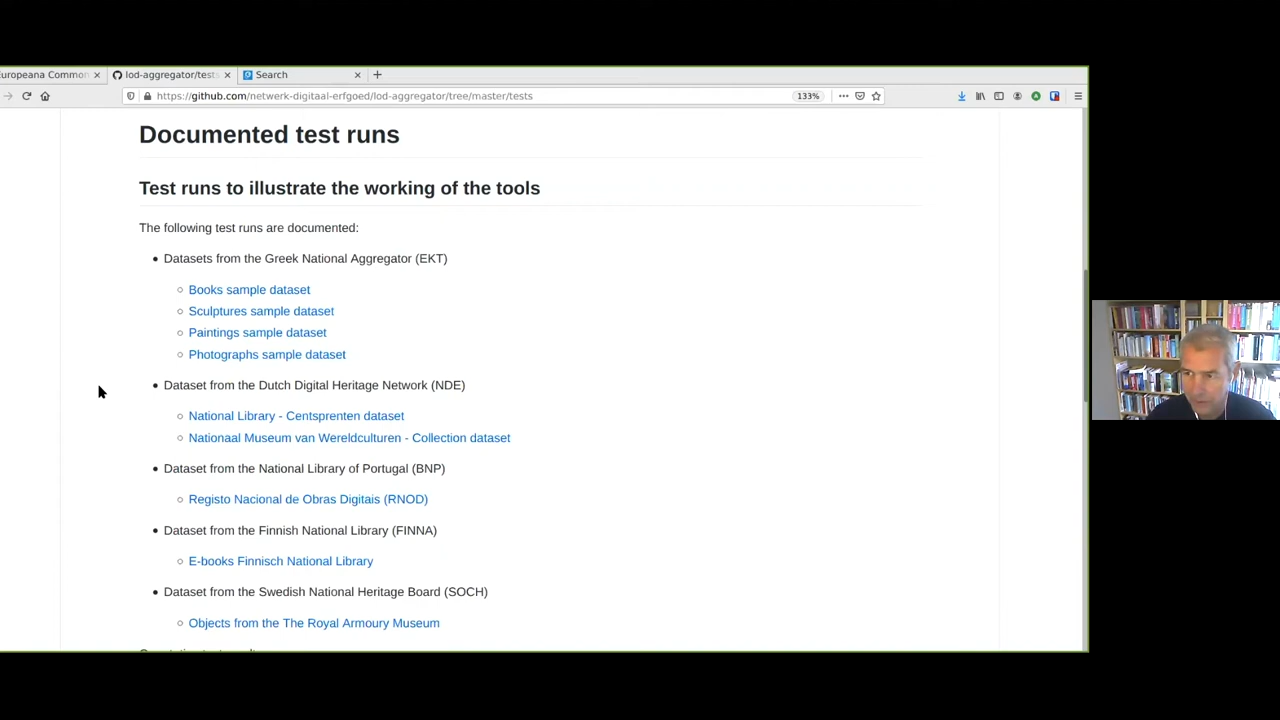 Europeana Common
lod-aggregator/tests
Search
https://github.com/netwerk-digitaal-erfgoed/lod-aggregator/tree/master/tests
133%
Documented test runs
Test runs to illustrate the working of the tools
The following test runs are documented:
Datasets from the Greek National Aggregator (EKT)
Books sample dataset
Sculptures sample dataset
Paintings sample dataset
Photographs sample dataset
Dataset from the Dutch Digital Heritage Network (NDE)
National Library - Centsprenten dataset
Nationaal Museum van Wereldculturen - Collection dataset
Dataset from the National Library of Portugal (BNP)
Registo Nacional de Obras Digitais (RNOD)
Dataset from the Finnish National Library (FINNA)
E-books Finnisch National Library
Dataset from the Swedish National Heritage Board (SOCH)
Objects from the The Royal Armoury Museum